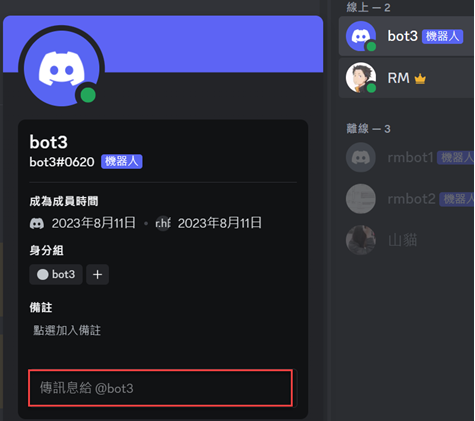 bot3
bot3#0620 機器人
成為成員時間
2023年8月11日 • r.hf 2023年8月11日
身分組
bot3 +
備註
點選加入備註
傳訊息給 @bot3
線上 — 2
bot3 機器人
RM
離線 — 3
rmbot1 機器人
rmbot2 機器人
山貓